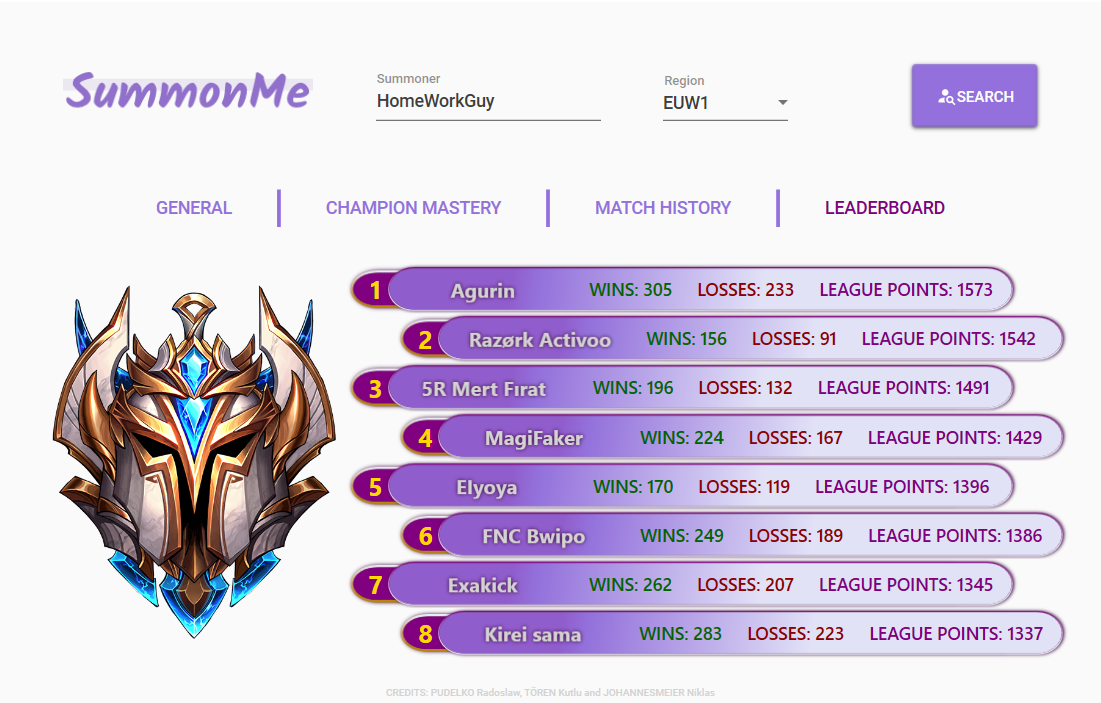 SummonMe
Summoner
HomeWorkGuy
Region
EUW1
SEARCH
GENERAL CHAMPION MASTERY MATCH HISTORY LEADERBOARD
1 Agurin WINS: 305 LOSSES: 233 LEAGUE POINTS: 1573
2 Razørk Activoo WINS: 156 LOSSES: 91 LEAGUE POINTS: 1542
3 5R Mert Fırat WINS: 196 LOSSES: 132 LEAGUE POINTS: 1491
4 MagiFaker WINS: 224 LOSSES: 167 LEAGUE POINTS: 1429
5 Elyoya WINS: 170 LOSSES: 119 LEAGUE POINTS: 1396
6 FNC Bwipo WINS: 249 LOSSES: 189 LEAGUE POINTS: 1386
7 Exakick WINS: 262 LOSSES: 207 LEAGUE POINTS: 1345
8 Kirei sama WINS: 283 LOSSES: 223 LEAGUE POINTS: 1337
CREDITS: PUDELKO Radoslaw, TÖREN Kutlu and JOHANNESMEIER Niklas